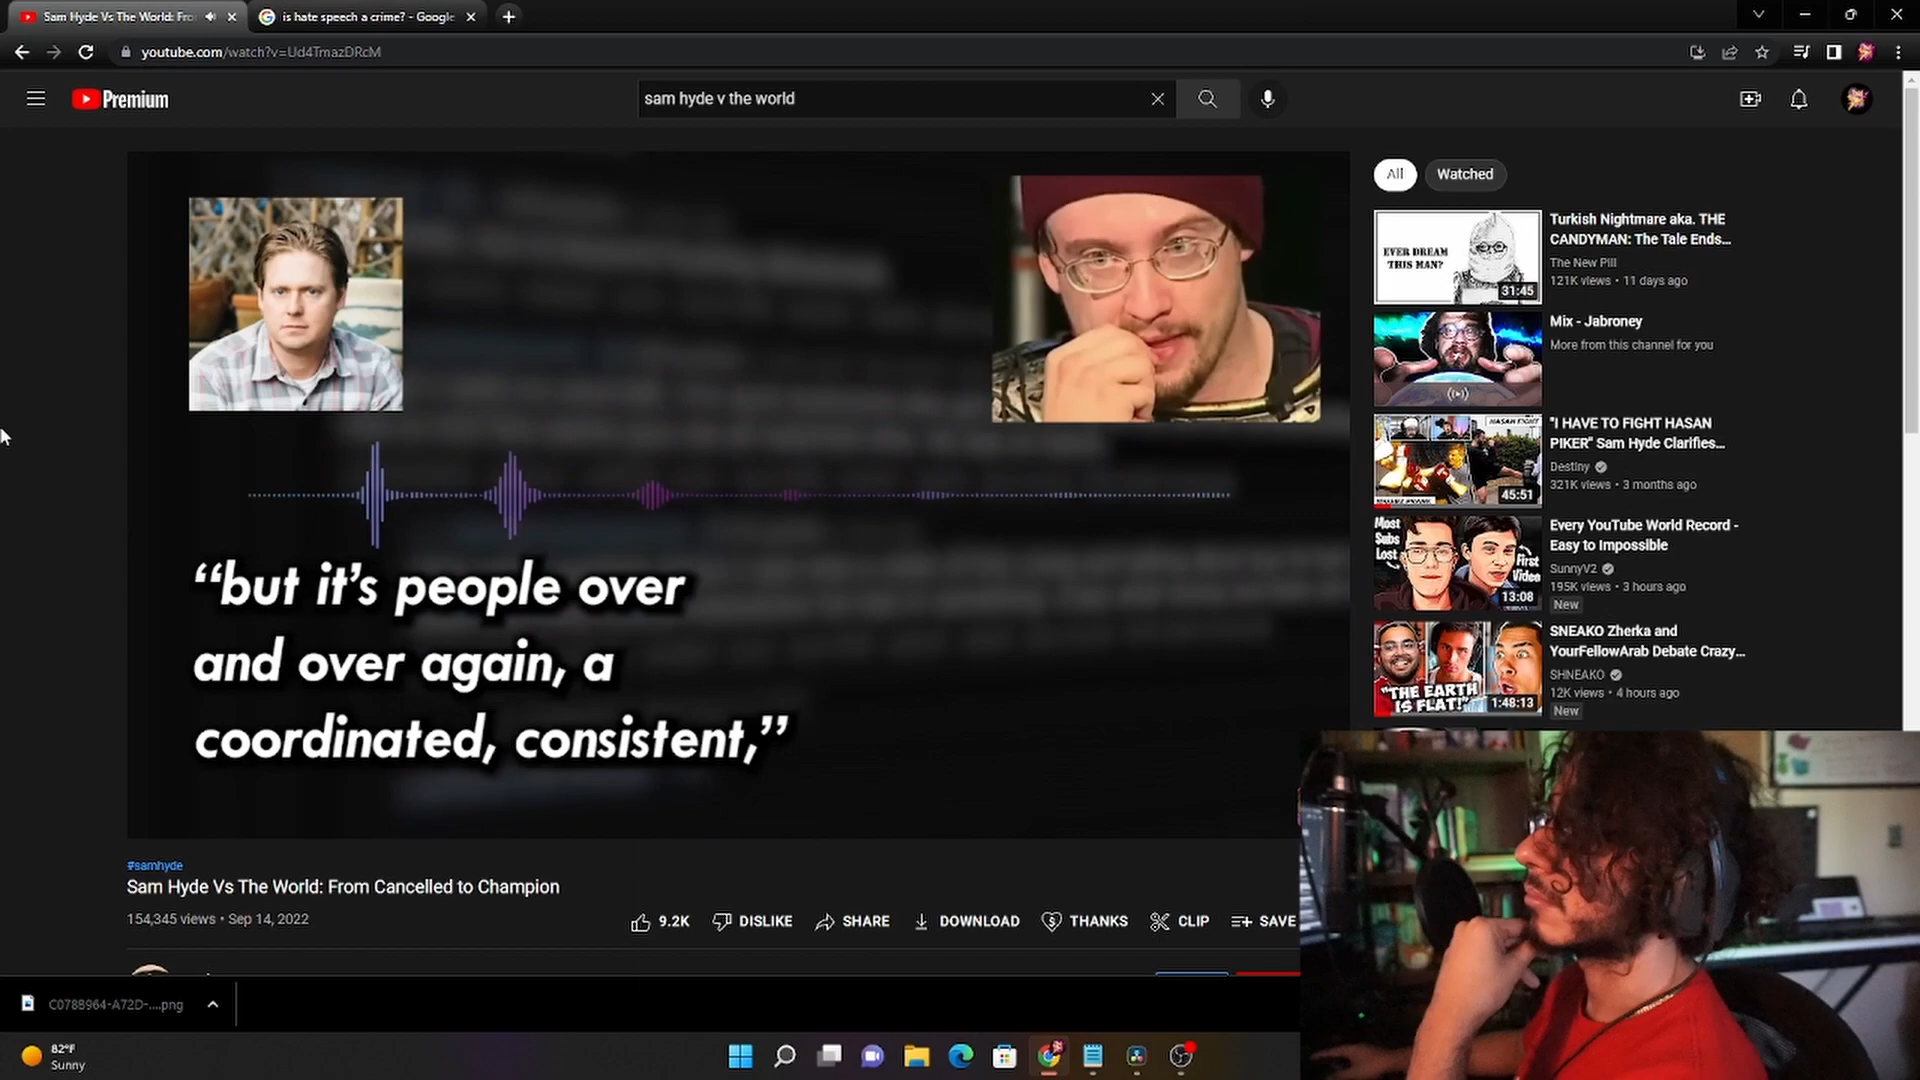 Sam Hyde Vs The World: Fro
is hate speech a crime? - Google
youtube.com/watch?v=Ud4TmazDRcM
Premium
sam hyde v the world
“but it’s people over
and over again, a
coordinated, consistent,”
#samhyde
Sam Hyde Vs The World: From Cancelled to Champion
154,345 views • Sep 14, 2022
9.2K
DISLIKE
SHARE
DOWNLOAD
THANKS
CLIP
SAVE
All
Watched
EVER DREAM
THIS MAN?
31:45
Turkish Nightmare aka. THE
CANDYMAN: The Tale Ends...
The New Pill
121K views • 11 days ago
Mix - Jabroney
More from this channel for you
HASAN FIGHT
45:51
"I HAVE TO FIGHT HASAN
PIKER" Sam Hyde Clarifies...
Destiny
321K views • 3 months ago
Most
Subs
Lost
First
Video
13:08
Every YouTube World Record -
Easy to Impossible
SunnyV2
195K views • 3 hours ago
New
"THE EARTH
IS FLAT!"
1:48:13
SNEAKO Zherka and
YourFellowArab Debate Crazy...
SHNEAKO
12K views • 4 hours ago
New
C0788964-A72D-....png
82°F
Sunny